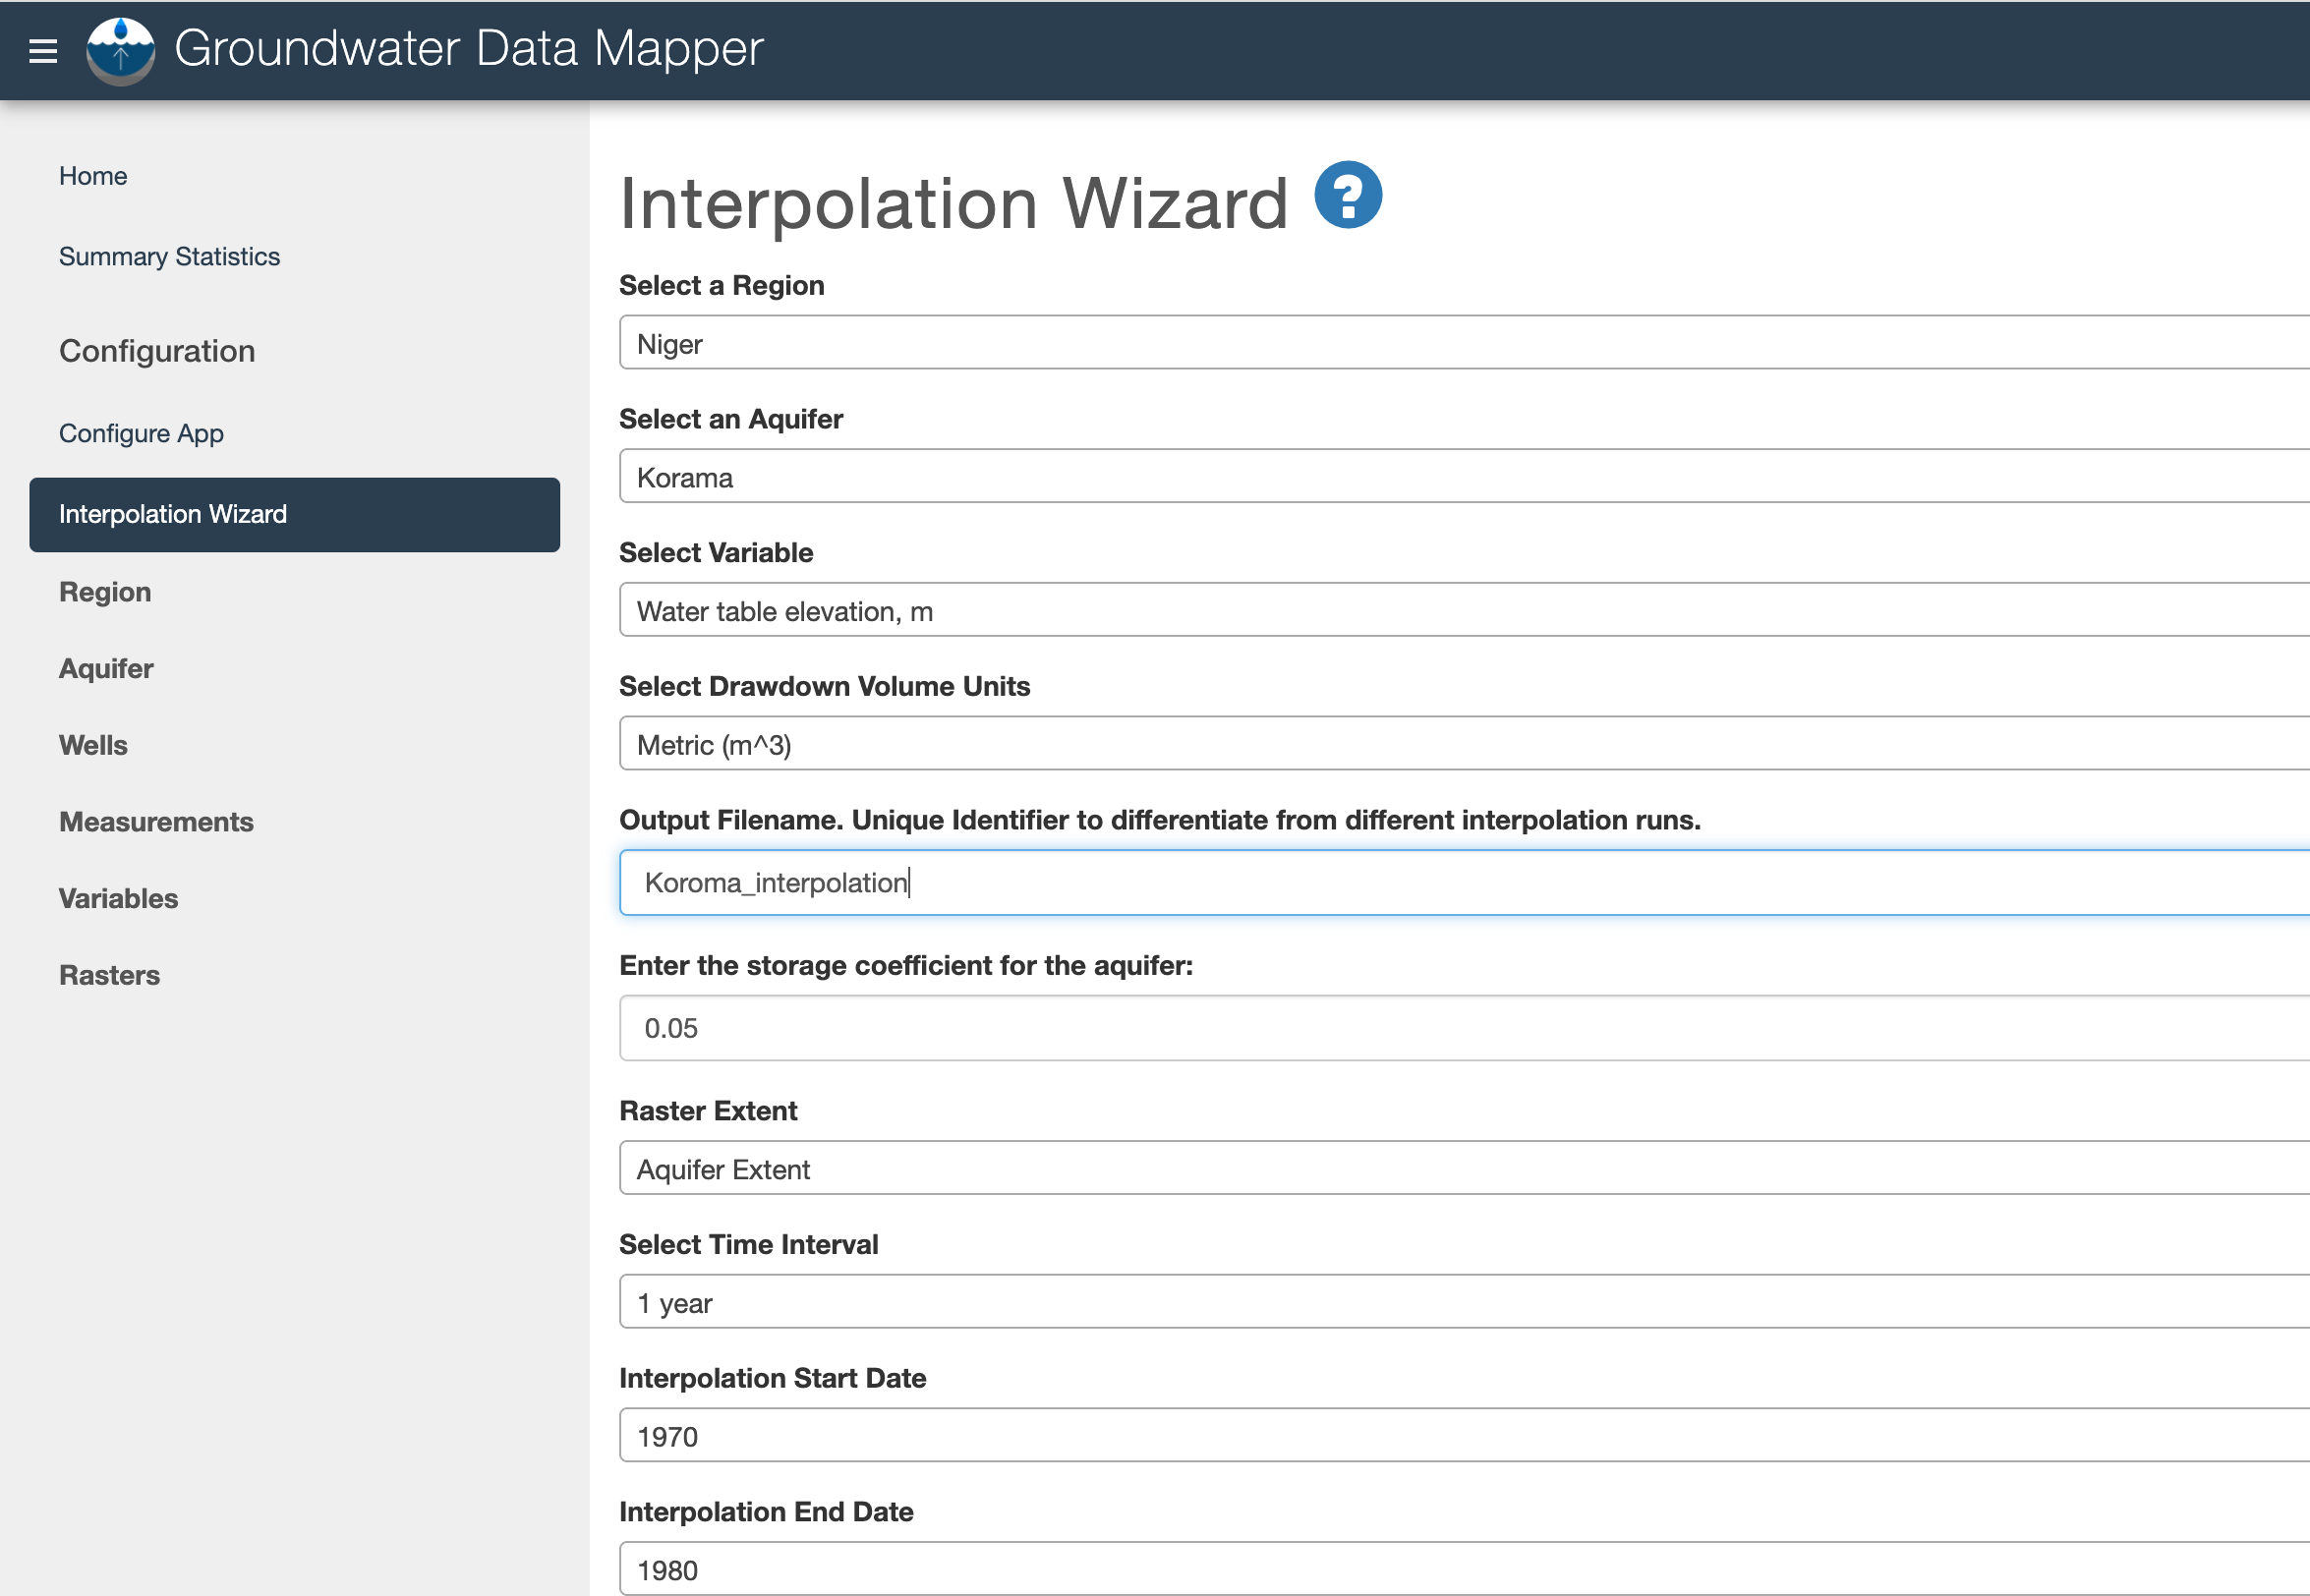 Groundwater Data Mapper
Home
Summary Statistics
Configuration
Configure App
Interpolation Wizard
Region
Aquifer
Wells
Measurements
Variables
Rasters
Interpolation Wizard ?
Select a Region
Niger
Select an Aquifer
Korama
Select Variable
Water table elevation, m
Select Drawdown Volume Units
Metric (m^3)
Output Filename. Unique Identifier to differentiate from different interpolation runs.
Koroma_interpolation
Enter the storage coefficient for the aquifer:
0.05
Raster Extent
Aquifer Extent
Select Time Interval
1 year
Interpolation Start Date
1970
Interpolation End Date
1980